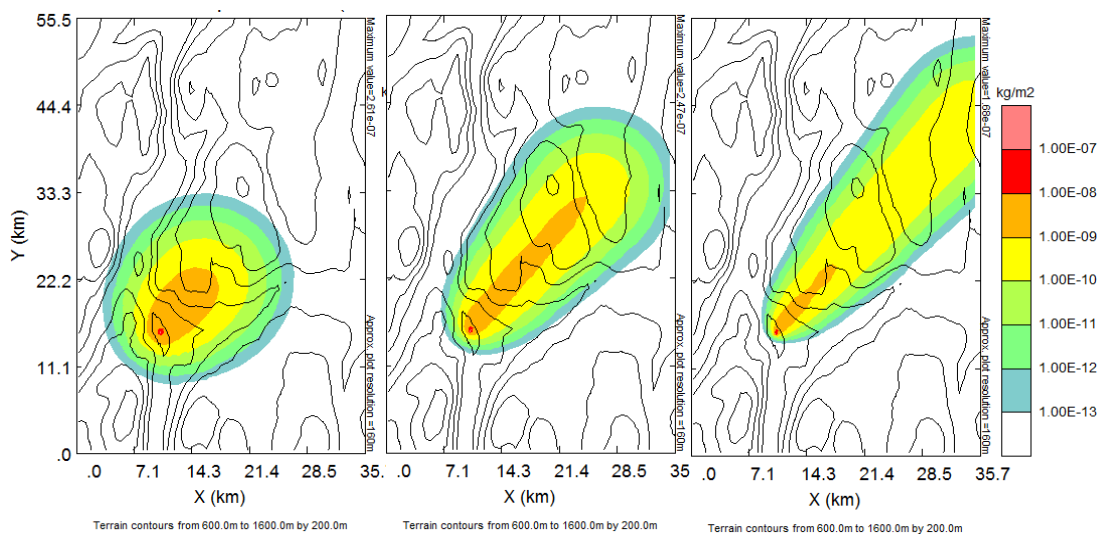 55.5
44.4
33.3
22.2
11.1
.0
Y (km)
.0 7.1 14.3 21.4 28.5 35.
X (km)
Terrain contours from 600.0m to 1600.0m by 200.0m
Maximum value=2.61e-07
Approx. plot resolution =160m
.0 7.1 14.3 21.4 28.5 35.
X (km)
Terrain contours from 600.0m to 1600.0m by 200.0m
Maximum value=2.47e-07
Approx. plot resolution =160m
.0 7.1 14.3 21.4 28.5 35.7
X (km)
Terrain contours from 600.0m to 1600.0m by 200.0m
Maximum value=1.68e-07
Approx. plot resolution =160m
kg/m2
1.00E-07
1.00E-08
1.00E-09
1.00E-10
1.00E-11
1.00E-12
1.00E-13